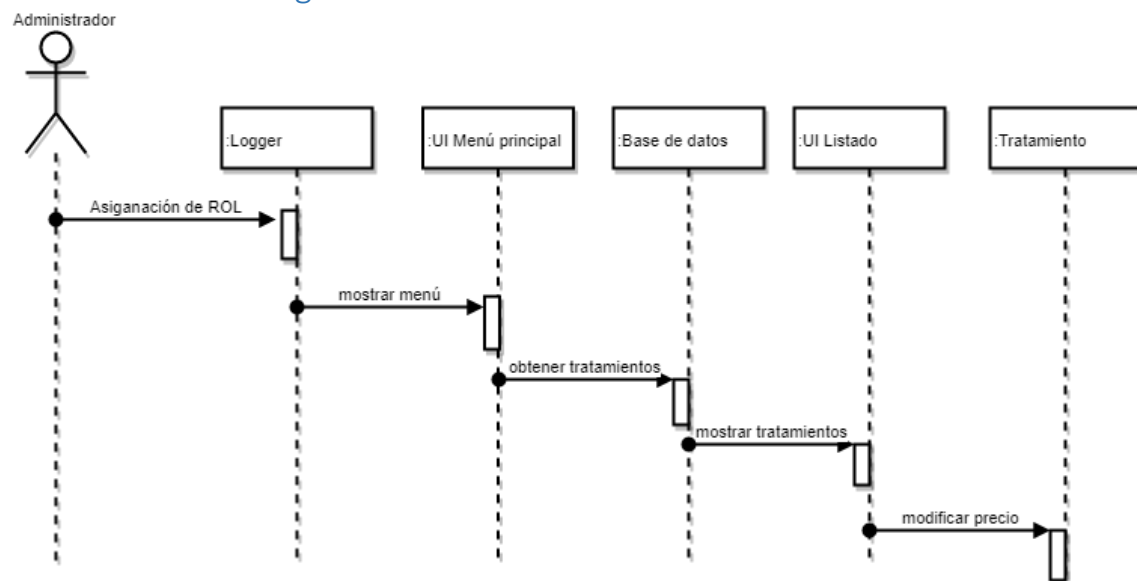 Administrador
:Logger
:UI Menú principal
:Base de datos
:UI Listado
:Tratamiento
Asiganación de ROL
mostrar menú
obtener tratamientos
mostrar tratamientos
modificar precio